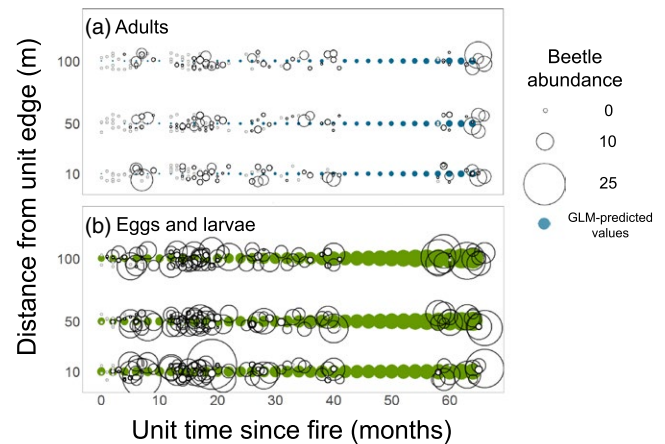 (a) Adults
100
50
10
(b) Eggs and larvae
100
50
10
0 10 20 30 40 50 60
Unit time since fire (months)
Distance from unit edge (m)
Beetle
abundance
0
10
25
GLM-predicted
values